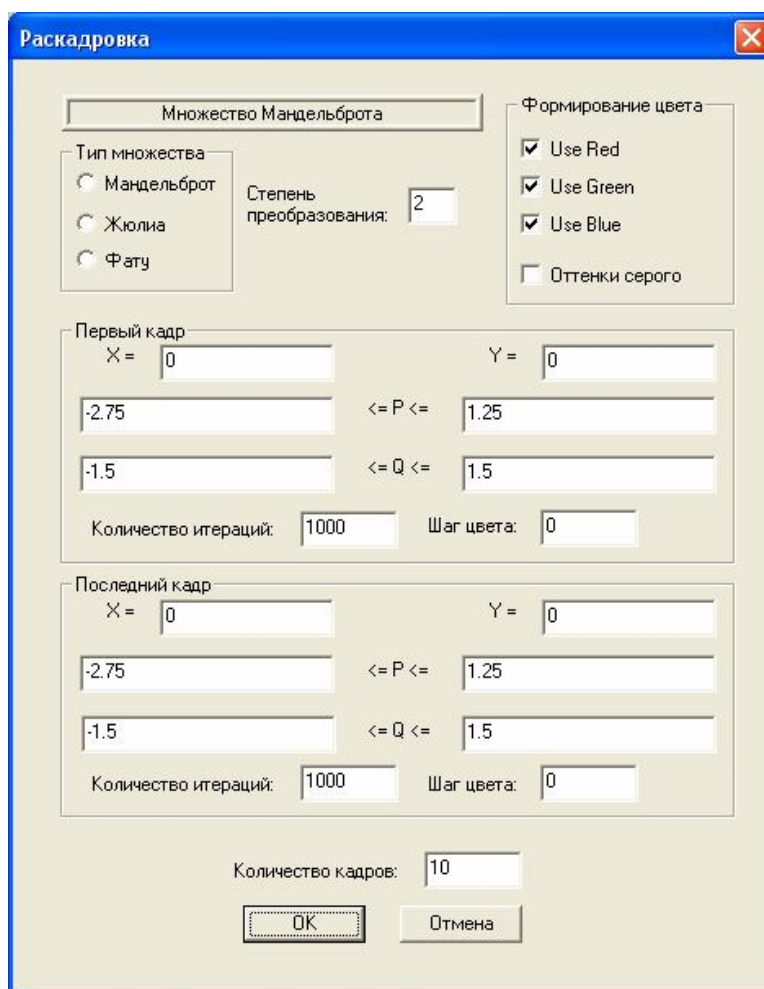 Раскадровка
Множество Мандельброта
Формирование цвета
Use Red
Use Green
Use Blue
Оттенки серого
Тип множества
Мандельброт
Жюлиа
Фату
Степень
преобразования: 2
Первый кадр
X = 0 Y = 0
-2.75 <= P <= 1.25
-1.5 <= Q <= 1.5
Количество итераций: 1000 Шаг цвета: 0
Последний кадр
X = 0 Y = 0
-2.75 <= P <= 1.25
-1.5 <= Q <= 1.5
Количество итераций: 1000 Шаг цвета: 0
Количество кадров: 10
OK Отмена